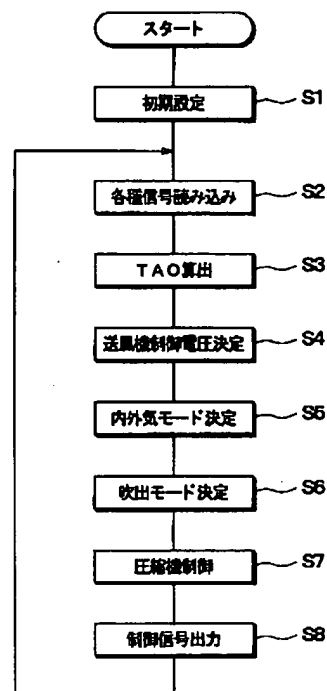 スタート
初期設定 S1
各種信号読み込み S2
TAO算出 S3
送風機制御電圧決定 S4
内外気モード決定 S5
吹出モード決定 S6
圧縮機制御 S7
制御信号出力 S8